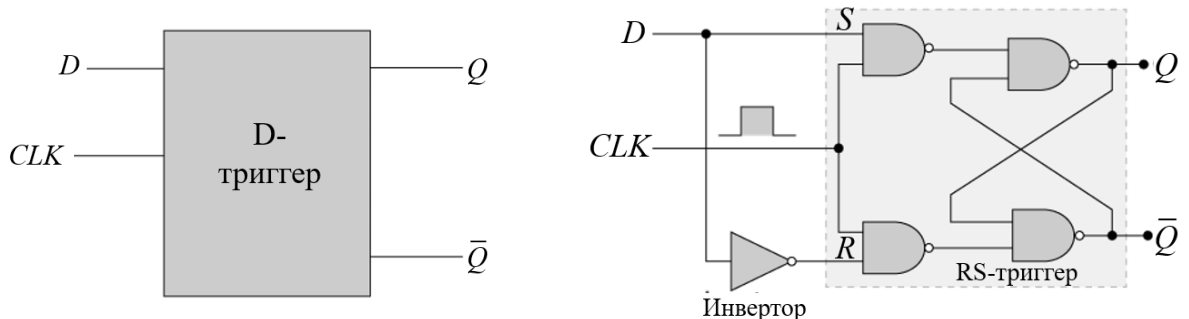 D
CLK
D-
триггер
Q
Q̅
D
CLK
S
R
Инвертор
RS-триггер
Q
Q̅